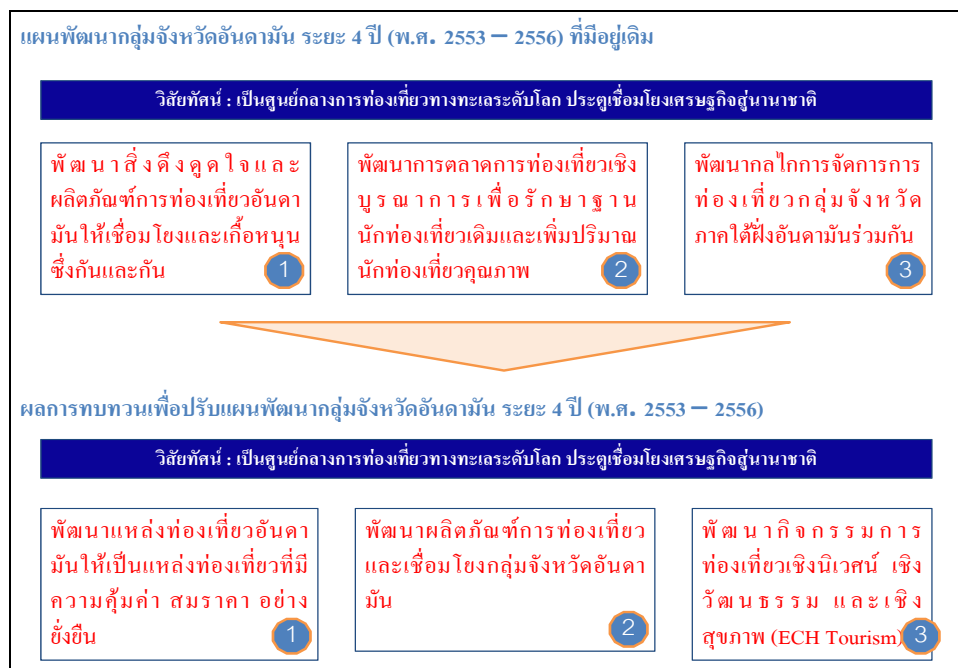 แผนพัฒนากลุ่มจังหวัดอันดามัน ระยะ 4 ปี (พ.ศ. 2553 – 2556) ที่มีอยู่เดิม
วิสัยทัศน์ : เป็นศูนย์กลางการท่องเที่ยวทางทะเลระดับโลก ประตูเชื่อมโยงเศรษฐกิจสู่นานาชาติ
พัฒนาสิ่งดึงดูดใจและ
ผลิตภัณฑ์การท่องเที่ยวอันดา
มันให้เชื่อมโยงและเกื้อหนุน
ซึ่งกันและกัน
1
พัฒนาการตลาดการท่องเที่ยวเชิง
บูรณาการเพื่อรักษาฐาน
นักท่องเที่ยวเดิมและเพิ่มปริมาณ
นักท่องเที่ยวคุณภาพ
2
พัฒนากลไกการจัดการการ
ท่องเที่ยวกลุ่มจังหวัด
ภาคใต้ฝั่งอันดามันร่วมกัน
3
ผลการทบทวนเพื่อปรับแผนพัฒนากลุ่มจังหวัดอันดามัน ระยะ 4 ปี (พ.ศ. 2553 – 2556)
วิสัยทัศน์ : เป็นศูนย์กลางการท่องเที่ยวทางทะเลระดับโลก ประตูเชื่อมโยงเศรษฐกิจสู่นานาชาติ
พัฒนาแหล่งท่องเที่ยวอันดา
มันให้เป็นแหล่งท่องเที่ยวที่มี
ความคุ้มค่า สมราคา อย่าง
ยั่งยืน
1
พัฒนาผลิตภัณฑ์การท่องเที่ยว
และเชื่อมโยงกลุ่มจังหวัดอันดา
มัน
2
พัฒนากิจกรรมการ
ท่องเที่ยวเชิงนิเวศน์ เชิง
วัฒนธรรม และเชิง
สุขภาพ (ECH Tourism)
3